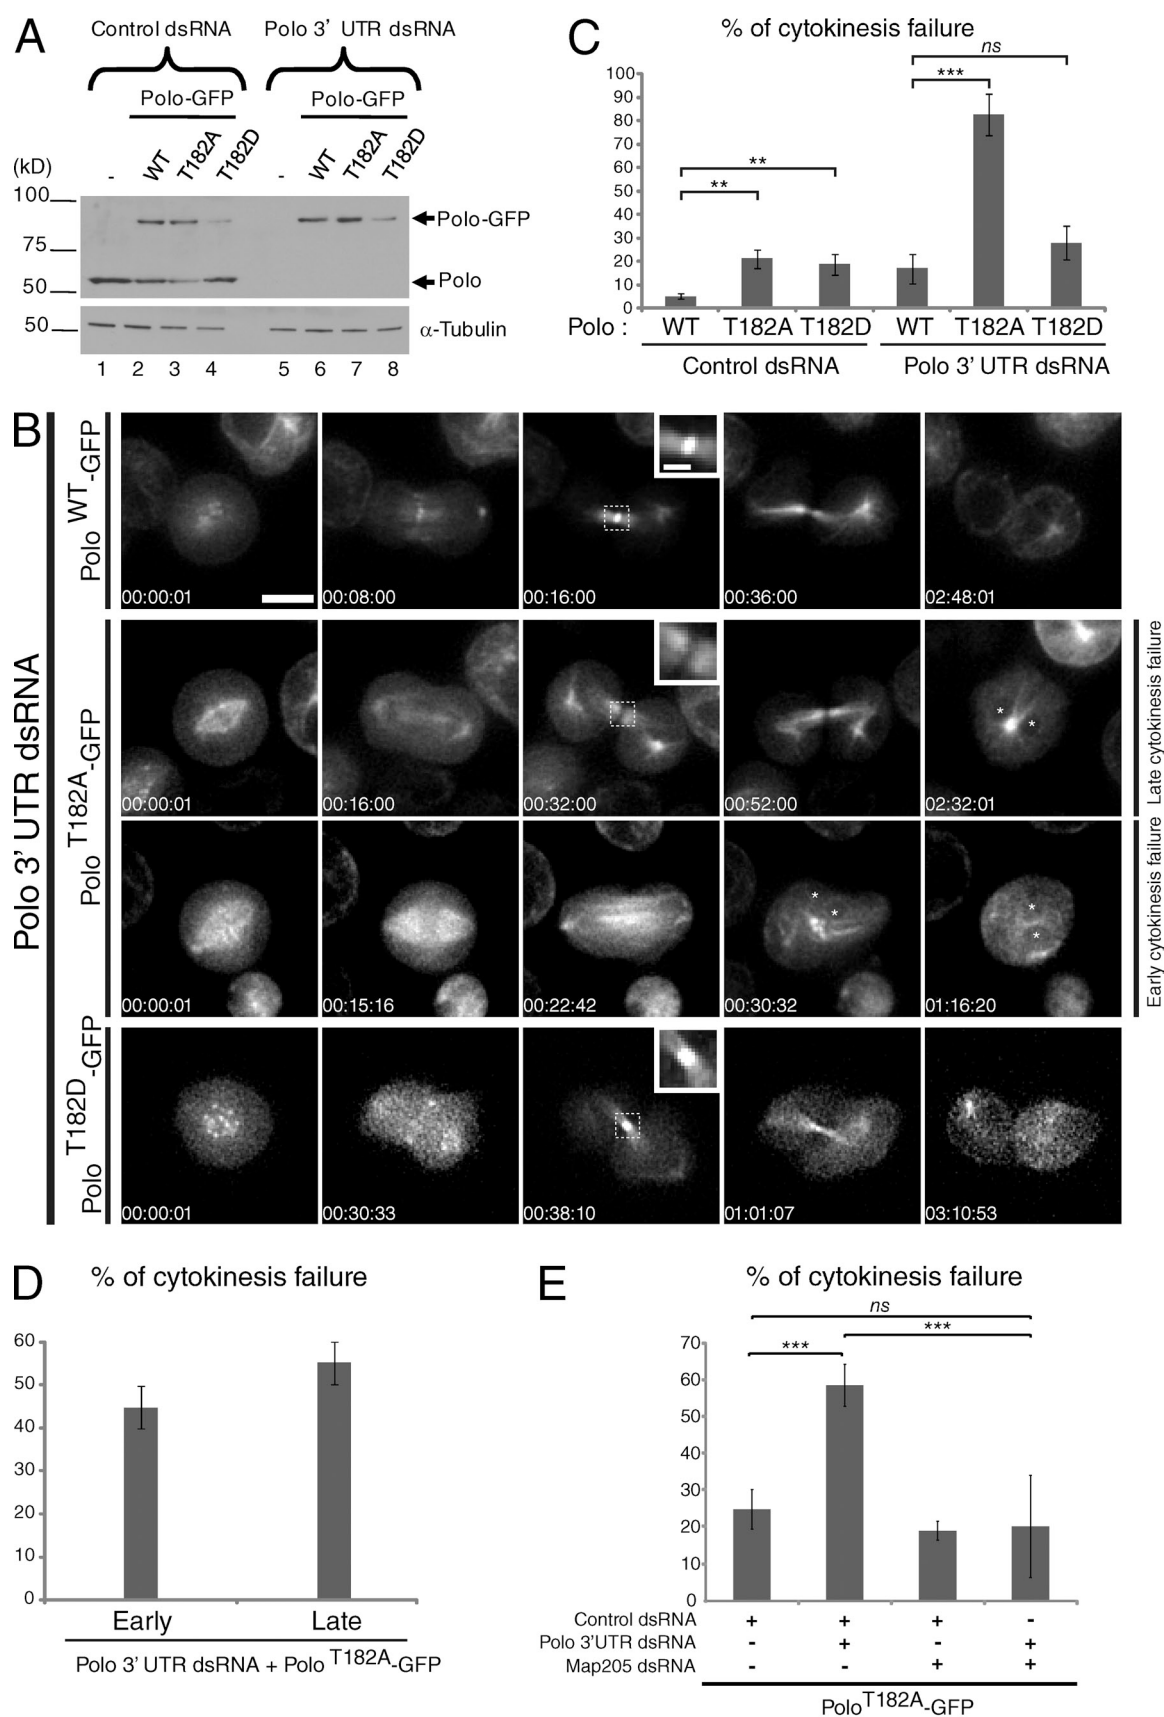 A
Control dsRNA
Polo 3' UTR dsRNA
Polo-GFP
Polo-GFP
(kD)
- WT T182A T182D - WT T182A T182D
100
75
50
50
Polo-GFP
Polo
α-Tubulin
1 2 3 4 5 6 7 8
C
% of cytokinesis failure
ns
***
**
**
100
90
80
70
60
50
40
30
20
10
0
Polo : WT T182A T182D WT T182A T182D
Control dsRNA
Polo 3' UTR dsRNA
B
Polo 3' UTR dsRNA
Polo WT-GFP
00:00:01 00:08:00 00:16:00 00:36:00 02:48:01
Polo T182A-GFP
00:00:01 00:16:00 00:32:00 00:52:00 02:32:01
* *
Late cytokinesis failure
00:00:01 00:15:16 00:22:42 00:30:32 01:16:20
* * * *
Early cytokinesis failure
Polo T182D-GFP
00:00:01 00:30:33 00:38:10 01:01:07 03:10:53
D
% of cytokinesis failure
60
50
40
30
20
10
0
Early Late
Polo 3' UTR dsRNA + Polo T182A-GFP
E
% of cytokinesis failure
ns
***
***
70
60
50
40
30
20
10
0
Control dsRNA + + + -
Polo 3'UTR dsRNA - + - +
Map205 dsRNA - - + +
PoloT182A-GFP